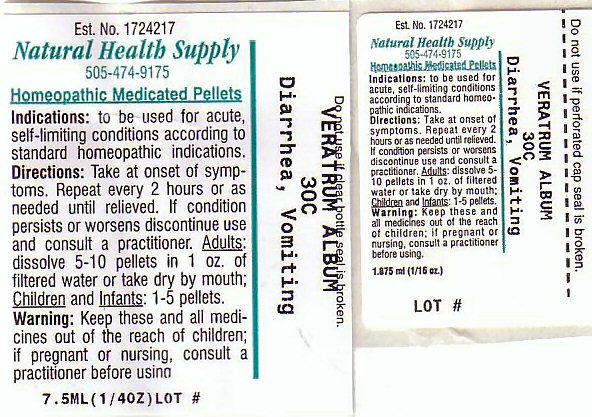 Est. No. 1724217
Natural Health Supply
505-474-9175
Homeopathic Medicated Pellets
Indications: to be used for acute,
self-limiting conditions according to
standard homeopathic indications.
Directions: Take at onset of symp-
toms. Repeat every 2 hours or as
needed until relieved. If condition
persists or worsens discontinue use
and consult a practitioner. Adults:
dissolve 5-10 pellets in 1 oz. of
filtered water or take dry by mouth;
Children and Infants: 1-5 pellets.
Warning: Keep these and all medi-
cines out of the reach of children;
if pregnant or nursing, consult a
practitioner before using
7.5ML(1/4OZ)LOT #
Do not use if clear bottle seal is broken.
VERATRUM ALBUM
30C
Diarrhea, Vomiting
Est. No. 1724217
Natural Health Supply
505-474-9175
Homeopathic Medicated Pellets
Indications: to be used for
acute, self-limiting conditions
according to standard homeo-
pathic indications.
Directions: Take at onset of
symptoms. Repeat every 2
hours or as needed until relieved.
If condition persists or worsens
discontinue use and consult a
practitioner. Adults: dissolve 5-
10 pellets in 1 oz. of filtered
water or take dry by mouth;
Children and Infants: 1-5 pellets.
Warning: Keep these and
all medicines out of the reach
of children; if pregnant or
nursing, consult a practitioner
before using.
1.875 ml (1/16 oz.)
LOT #
VERATRUM ALBUM
30C
Diarrhea, Vomiting
Do not use if perforated cap seal is broken.